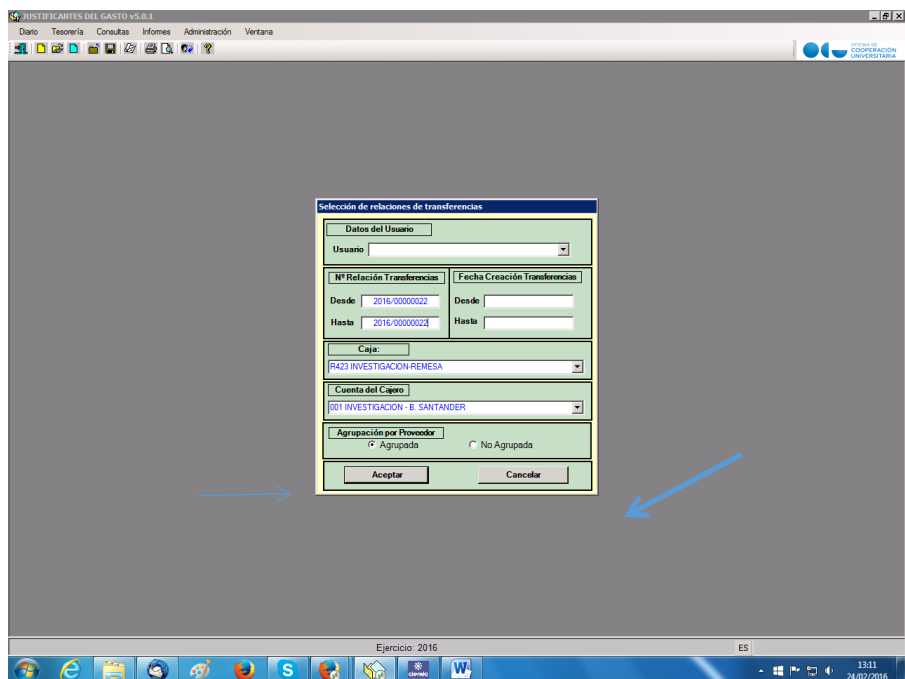 JUSTIFICANTES DEL GASTO v5.0.1
Diario Tesorería Consultas Informes Administración Ventana
OFICINA DE
COOPERACIÓN
UNIVERSITARIA
Selección de relaciones de transferencias
Datos del Usuario
Usuario
Nº Relación Transferencias Fecha Creación Transferencias
Desde 2016/00000022 Desde
Hasta 2016/00000022 Hasta
Caja:
R423 INVESTIGACION-REMESA
Cuenta del Cajero
001 INVESTIGACION - B. SANTANDER
Agrupación por Proveedor
Agrupada No Agrupada
Aceptar Cancelar
Ejercicio: 2016 ES
13:11
24/02/2016